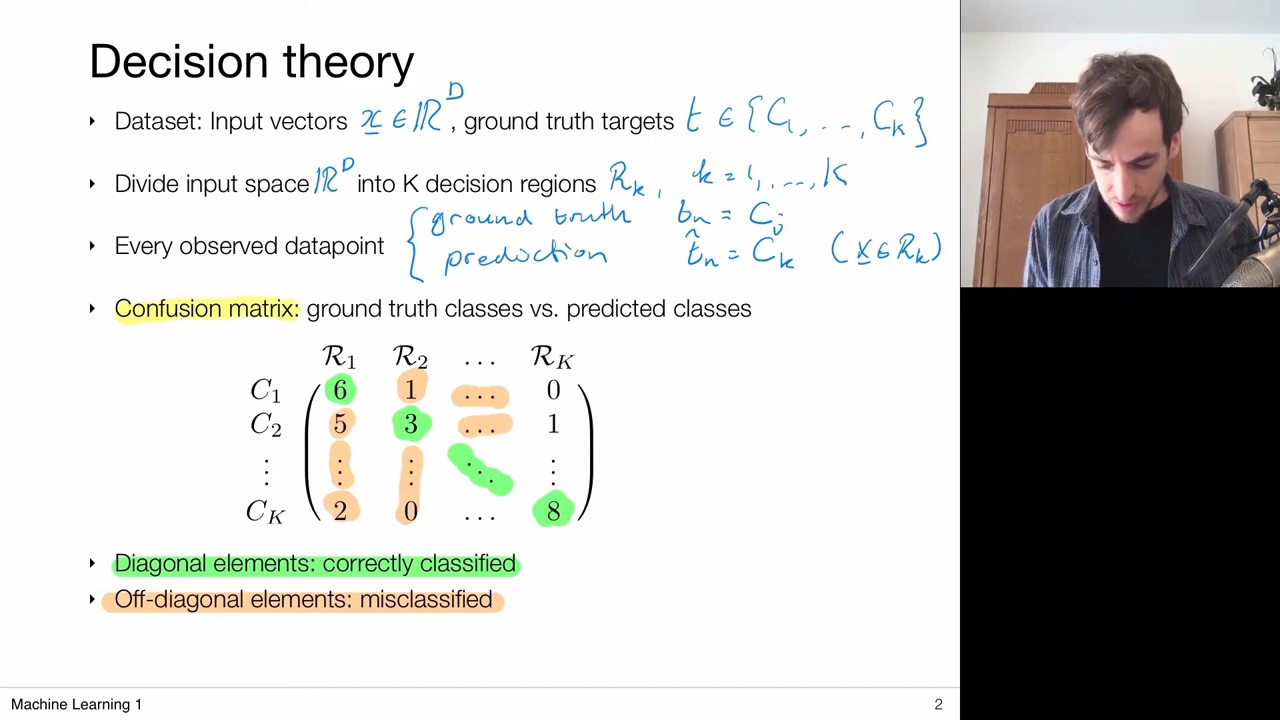 Decision theory
‣ Dataset: Input vectors x ∈ ℝ^D, ground truth targets t ∈ {C_1, ..., C_K}
‣ Divide input space ℝ^D into K decision regions R_k, k = 1, ..., K
ground truth t_n = C_j
‣ Every observed datapoint { prediction t̂_n = C_k (x ∈ R_k)
‣ Confusion matrix: ground truth classes vs. predicted classes
R_1 R_2 ... R_K
C_1 6 1 ... 0
C_2 5 3 ... 1
⋮ ⋮ ⋮ ⋱ ⋮
C_K 2 0 ... 8
‣ Diagonal elements: correctly classified
‣ Off-diagonal elements: misclassified
Machine Learning 1 2